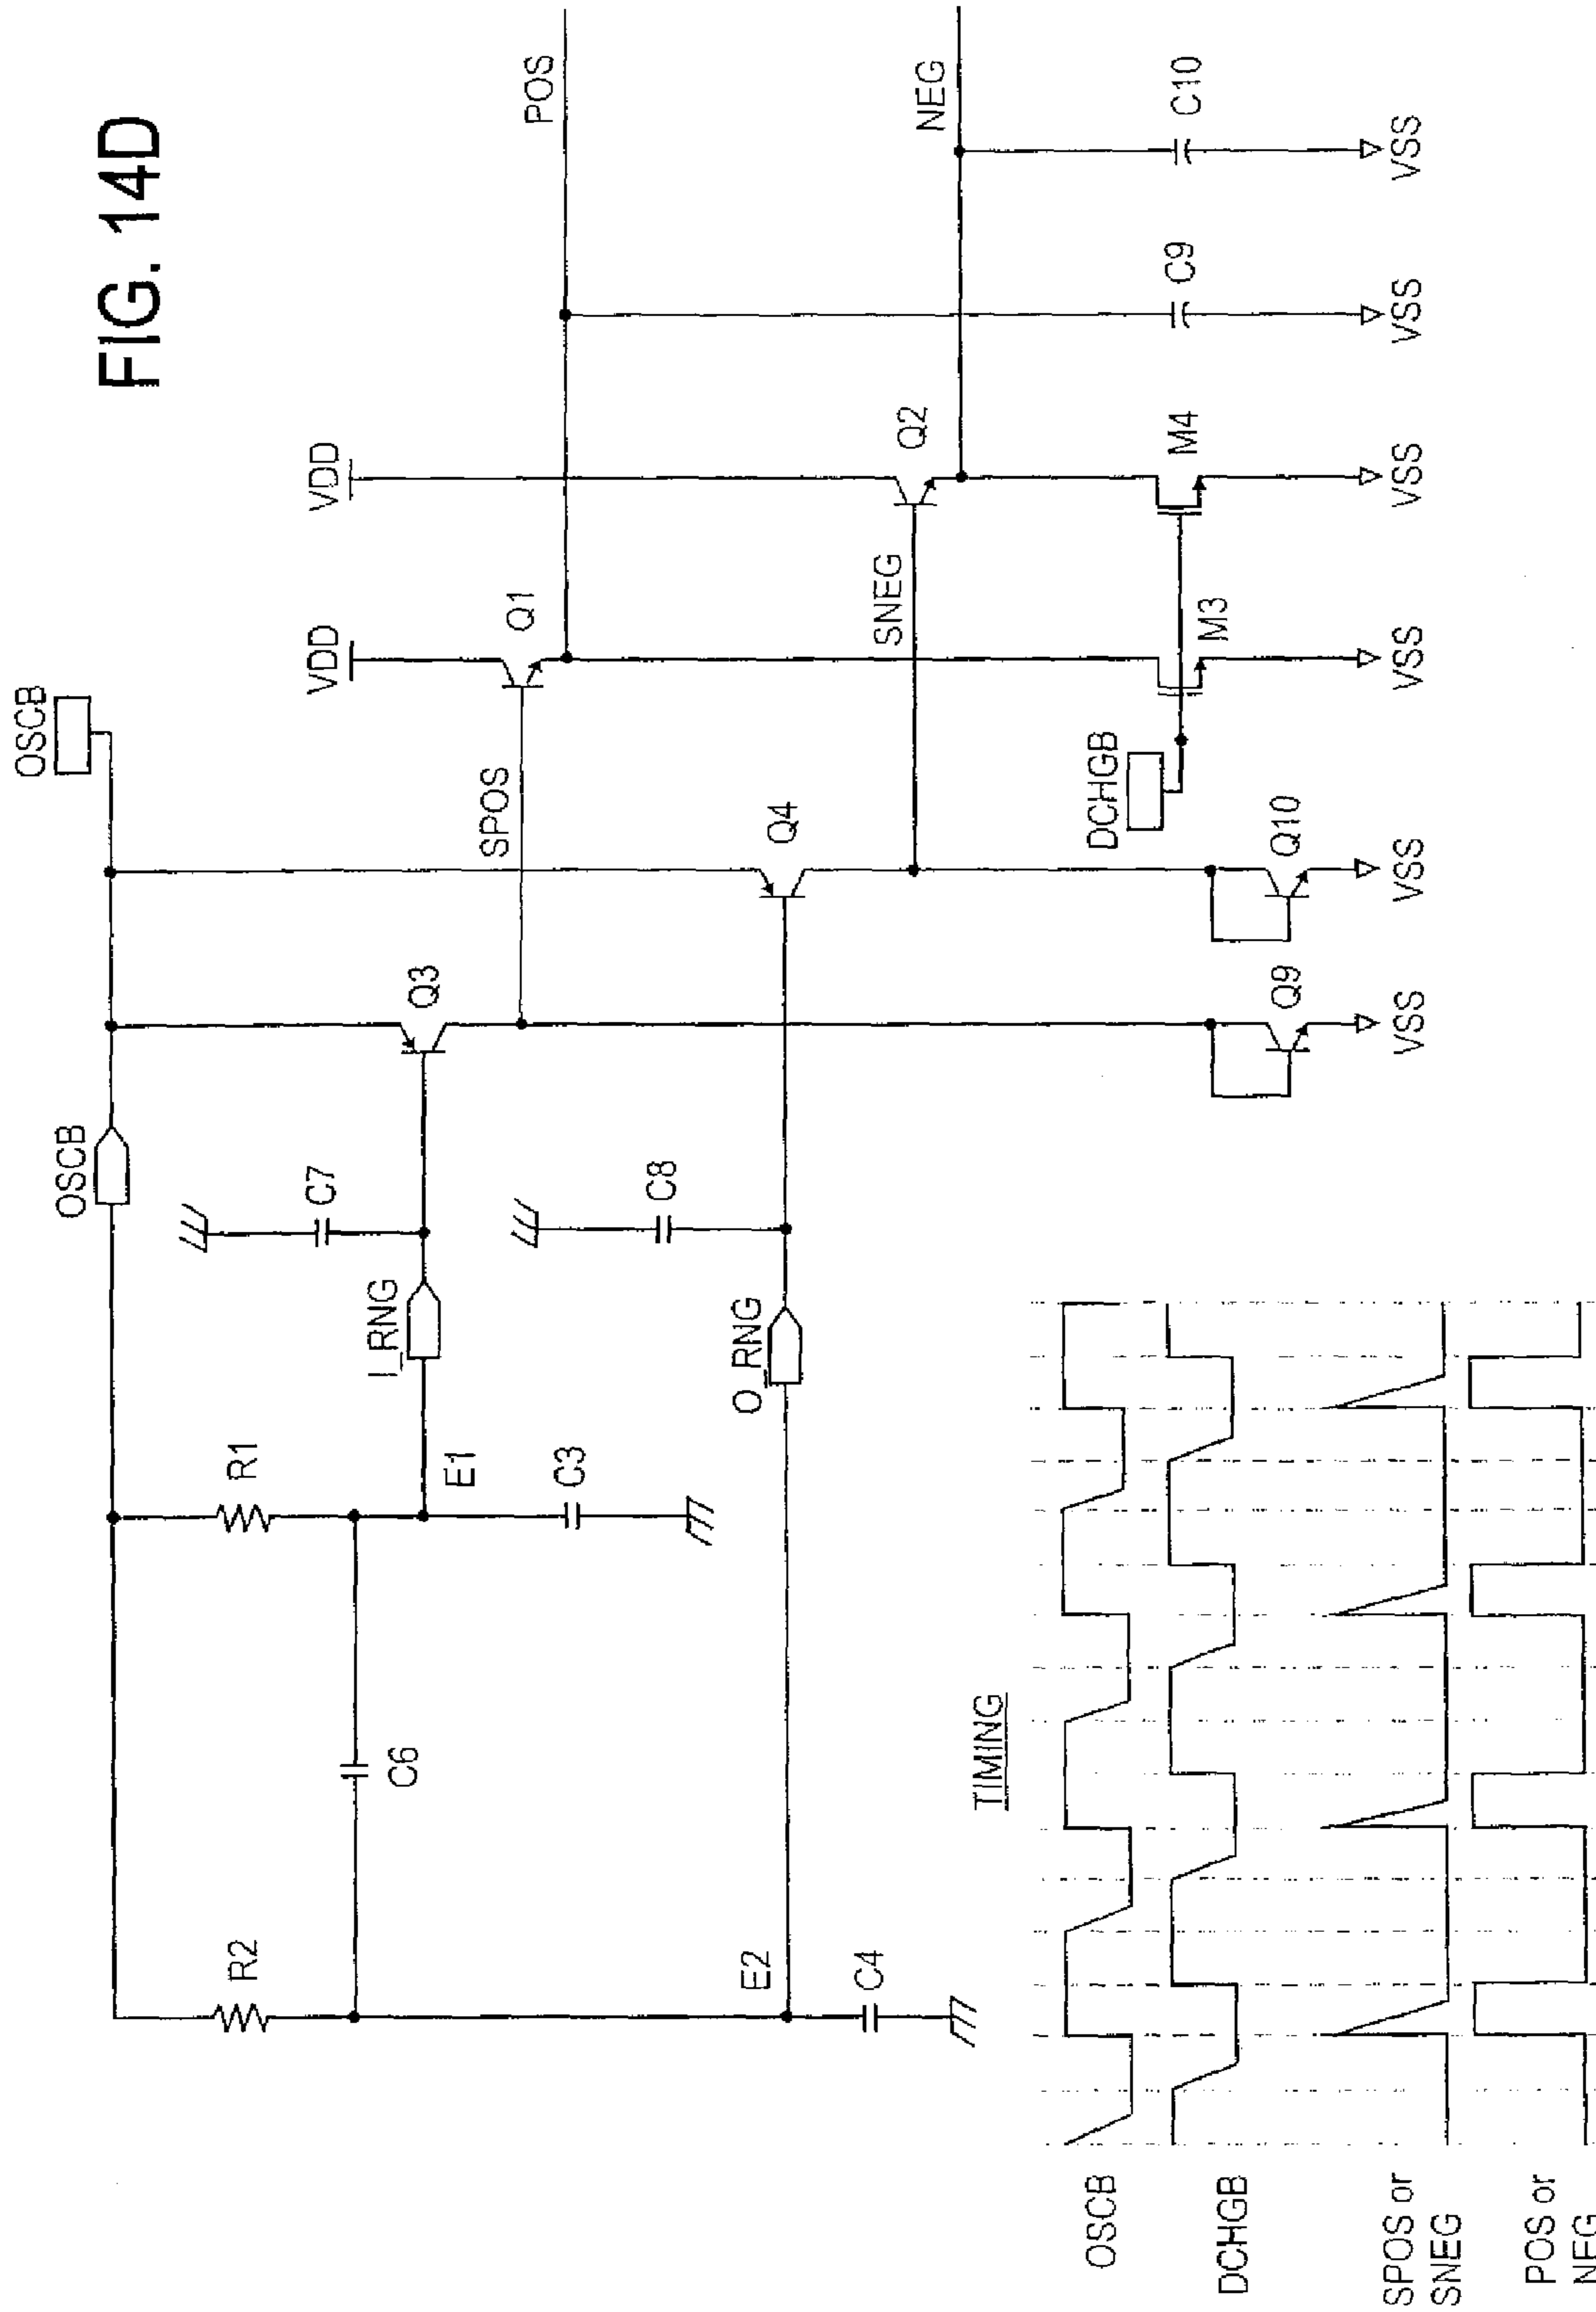 FIG. 14D
OSCB
OSCB
VDD
VDD
R2
R1
C7
Q3
SPOS
Q1
POS
C6
I_RNG
E1
C3
C8
Q4
SNEG
Q2
NEG
E2
O_RNG
C4
DCHGB
M3
M4
C9
C10
Q9
Q10
VSS
VSS
VSS
VSS
VSS
VSS
TIMING
OSCB
DCHGB
SPOS or
SNEG
POS or
NEG